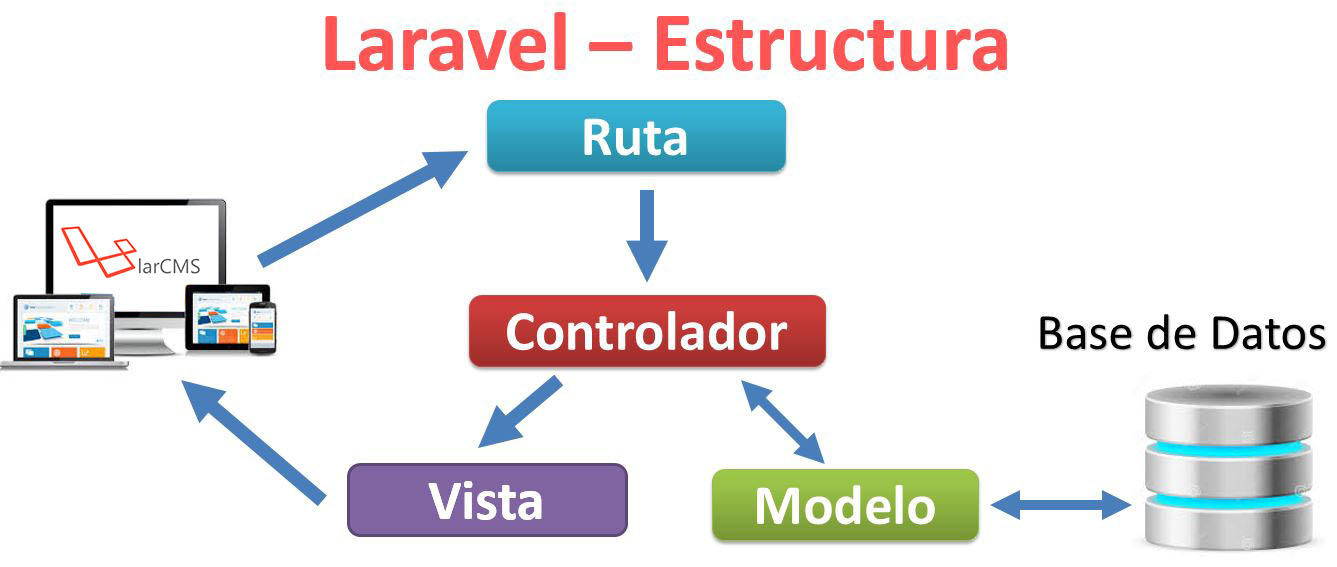 Laravel – Estructura
Ruta
larCMS
Controlador
Base de Datos
Vista
Modelo